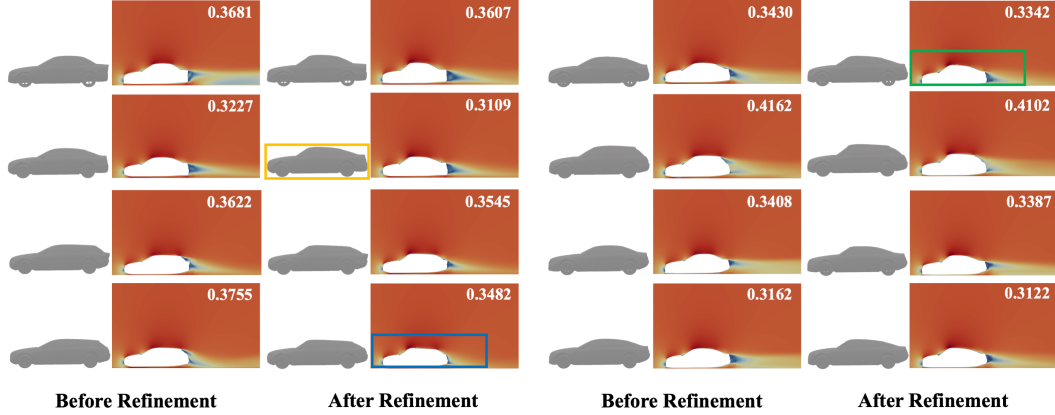 0.3681 0.3607 0.3430 0.3342
0.3227 0.3109 0.4162 0.4102
0.3622 0.3545 0.3408 0.3387
0.3755 0.3482 0.3162 0.3122
Before Refinement After Refinement Before Refinement After Refinement